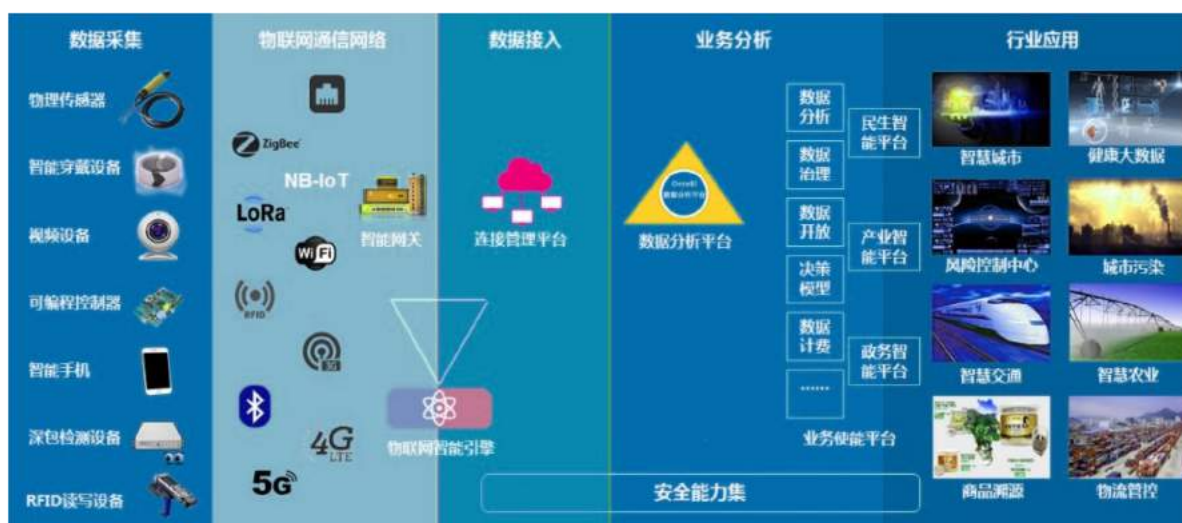 数据采集
物联网通信网络
数据接入
业务分析
行业应用
物理传感器
智能穿戴设备
视频设备
可编程控制器
智能手机
深包检测设备
RFID读写设备
ZigBee
NB-IoT
LoRa
WiFi
RFID
3G
4G
LTE
5G
智能网关
物联网智能引擎
连接管理平台
数据分析平台
数据分析平台
数据
分析
数据
治理
数据
开放
决策
模型
数据
计费
……
业务使能平台
民生智
能平台
产业智
能平台
政务智
能平台
安全能力集
智慧城市
健康大数据
风险控制中心
城市污染
智慧交通
智慧农业
商品溯源
物流管控